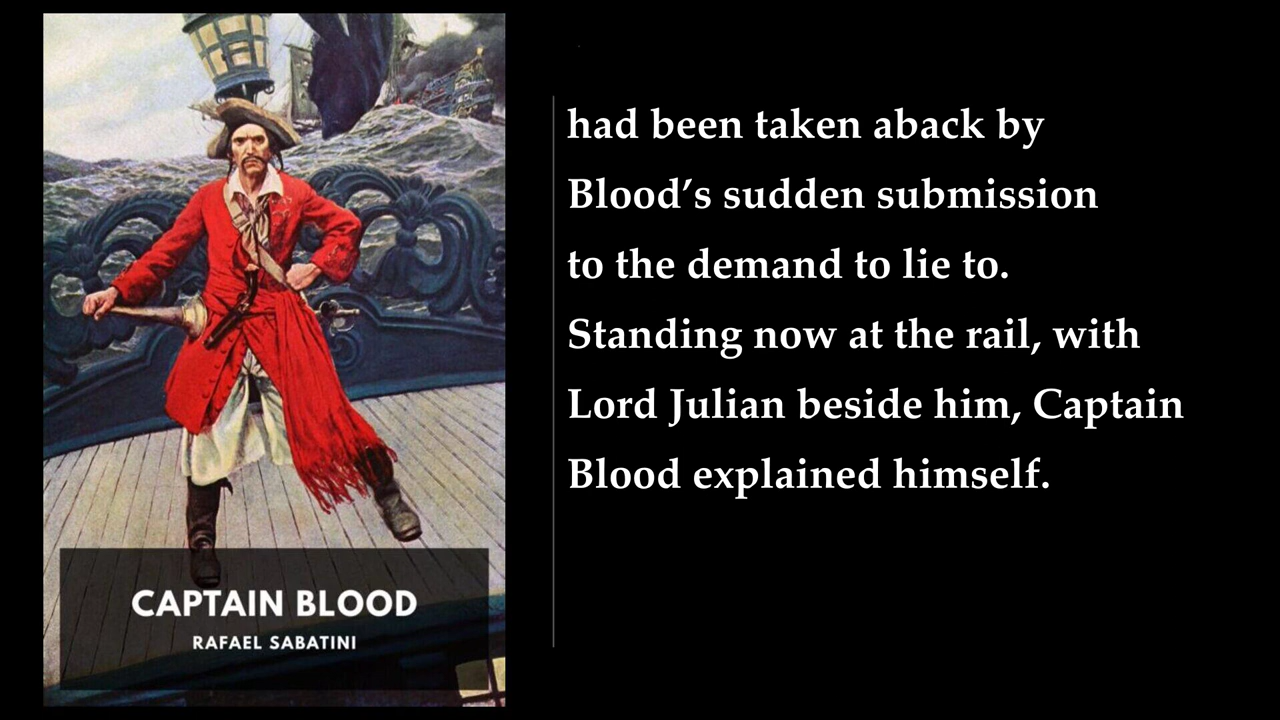 had been taken aback by
Blood’s sudden submission
to the demand to lie to.
Standing now at the rail, with
Lord Julian beside him, Captain
Blood explained himself.
CAPTAIN BLOOD
RAFAEL SABATINI